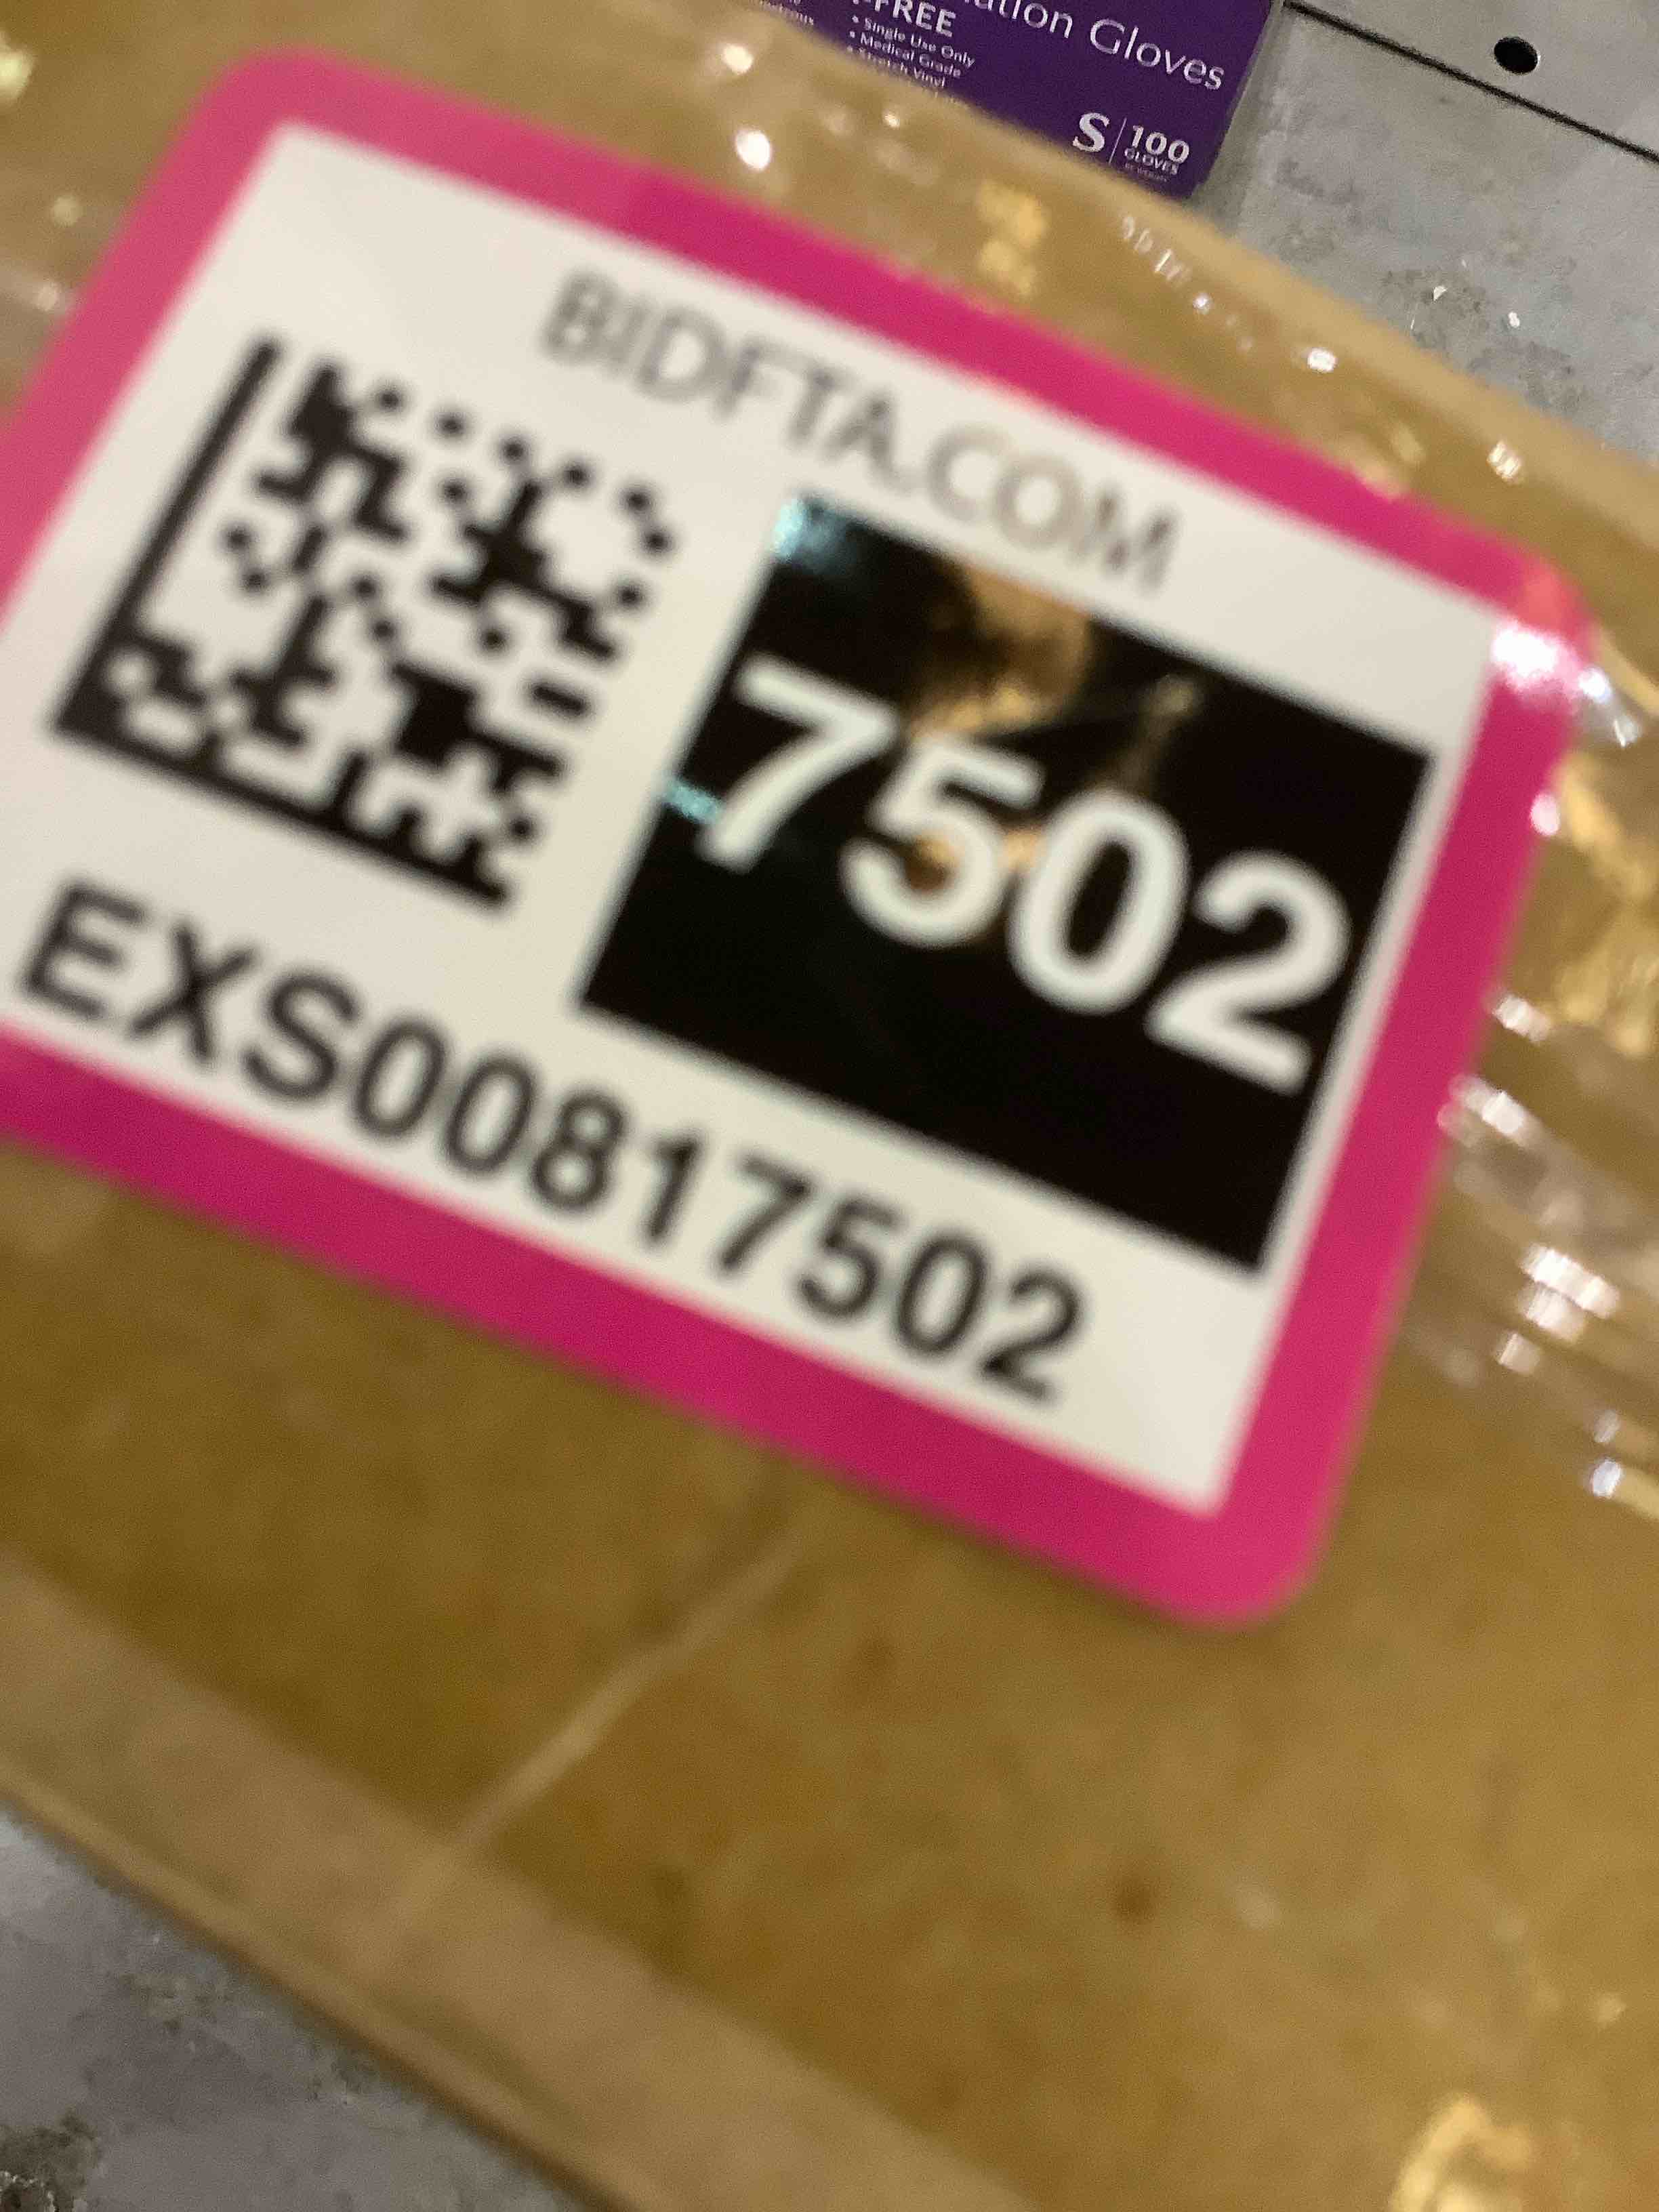 -FREE
• Single Use Only
• Medical Grade
Stretch Vinyl
ation Gloves
S | 100
GLOVES
BIDFTA.COM
7502
EXS00817502